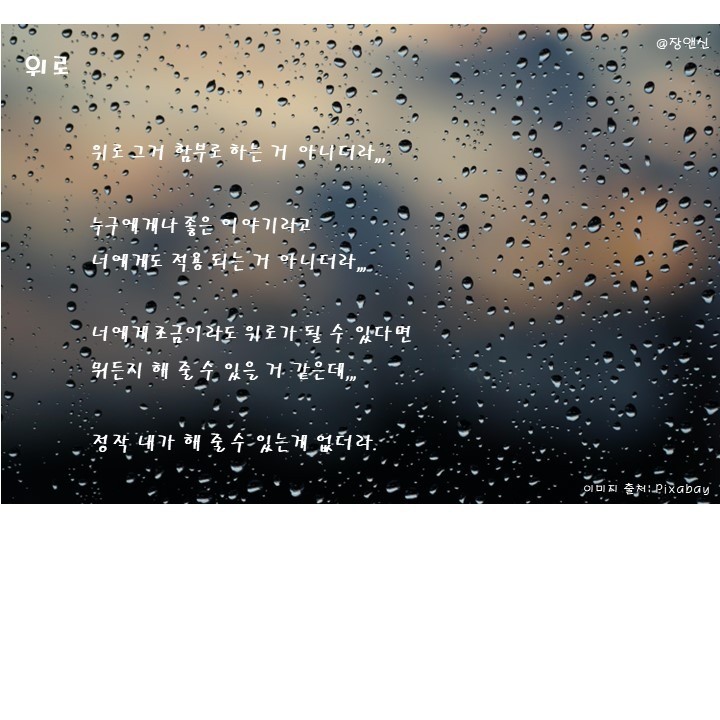 @장앤신
위로
위로 그거 함부로 하는 거 아니더라,,,
누구에게나 좋은 이야기라고
너에게도 적용 되는 거 아니더라,,,
너에게 조금이라도 위로가 될 수 있다면
뭐든지 해 줄 수 있을 거 같은데,,,
정작 내가 해 줄 수 있는게 없더라.
이미지 출처: Pixabay